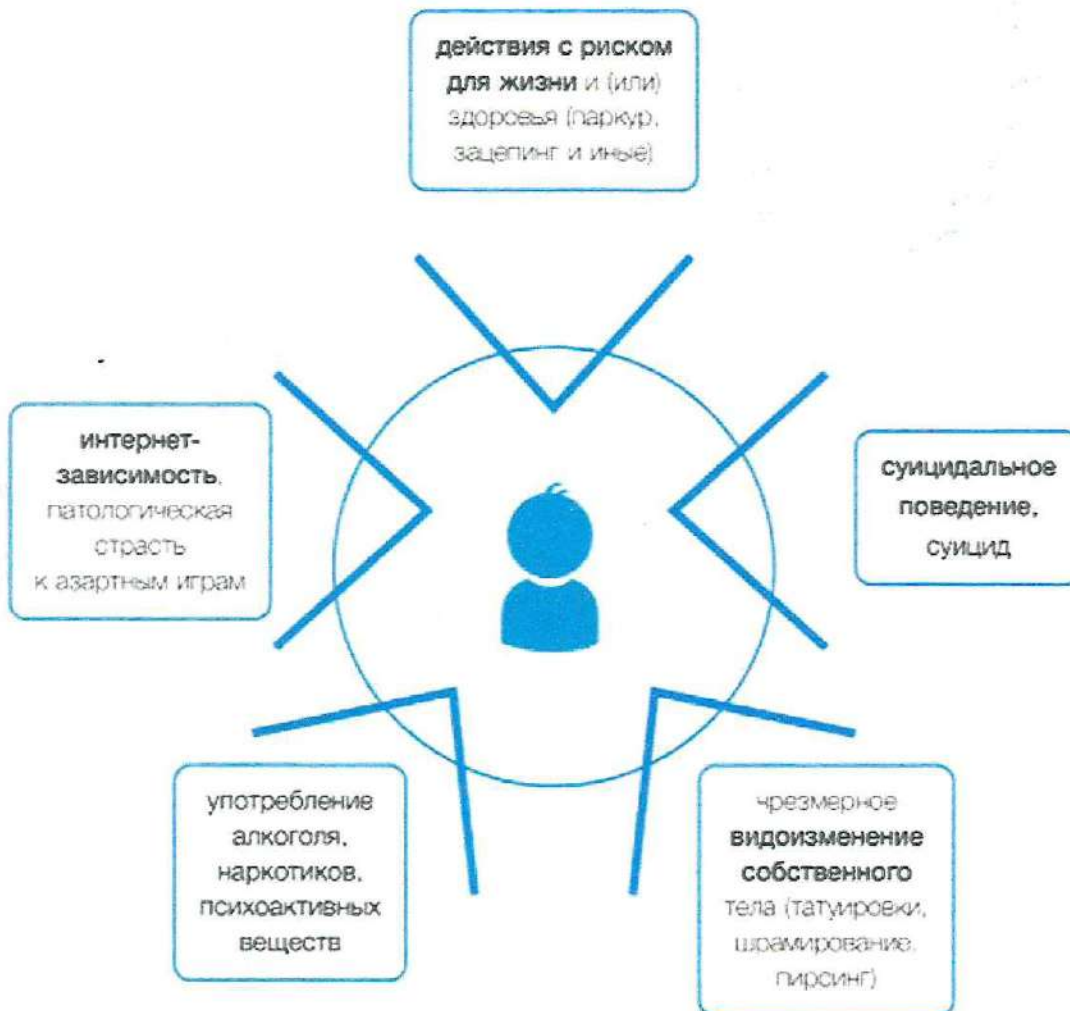 действия с риском
для жизни и (или)
здоровья (паркур,
зацепинг и иные)
интернет-
зависимость,
патологическая
страсть
к азартным играм
суицидальное
поведение,
суицид
употребление
алкоголя,
наркотиков,
психоактивных
веществ
чрезмерное
видоизменение
собственного
тела (татуировки,
шрамирование,
пирсинг)